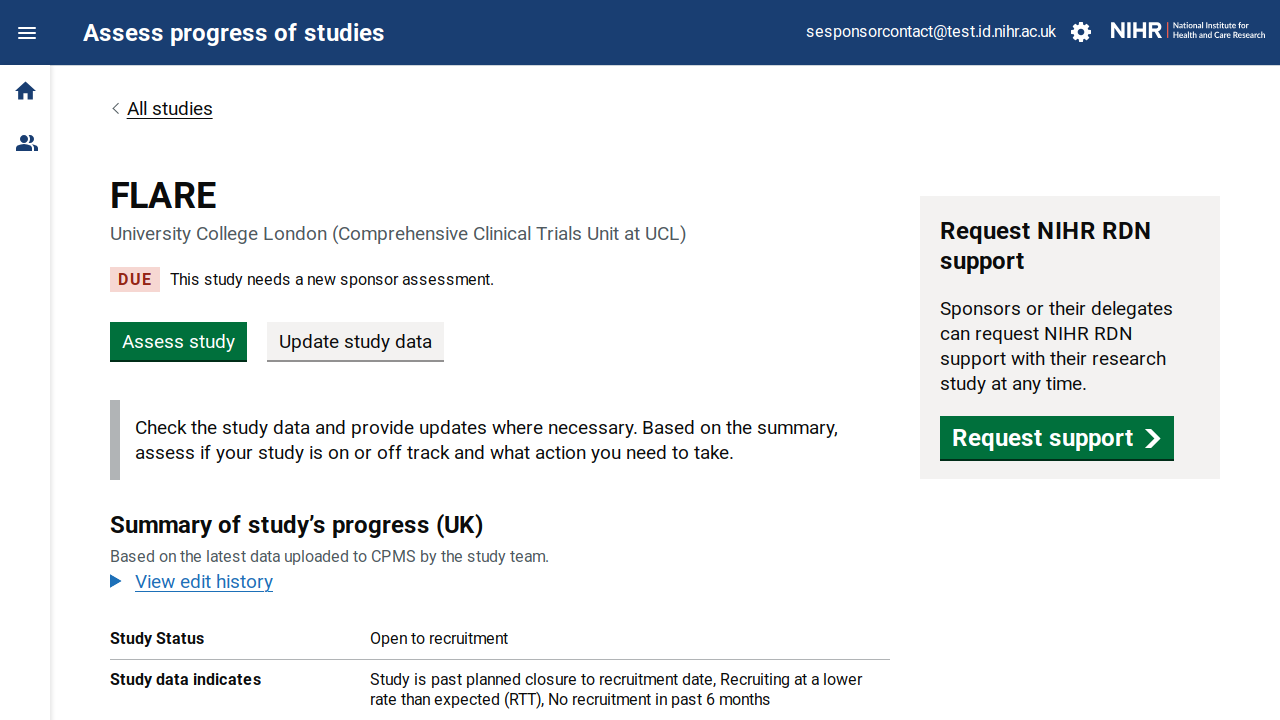 Assess progress of studies
sesponsorcontact@test.id.nihr.ac.uk
NIHR
National Institute for
Health and Care Research
All studies
FLARE
University College London (Comprehensive Clinical Trials Unit at UCL)
DUE
This study needs a new sponsor assessment.
Assess study
Update study data
Check the study data and provide updates where necessary. Based on the summary,
assess if your study is on or off track and what action you need to take.
Summary of study’s progress (UK)
Based on the latest data uploaded to CPMS by the study team.
View edit history
Study Status
Open to recruitment
Study data indicates
Study is past planned closure to recruitment date, Recruiting at a lower
rate than expected (RTT), No recruitment in past 6 months
Request NIHR RDN
support
Sponsors or their delegates
can request NIHR RDN
support with their research
study at any time.
Request support